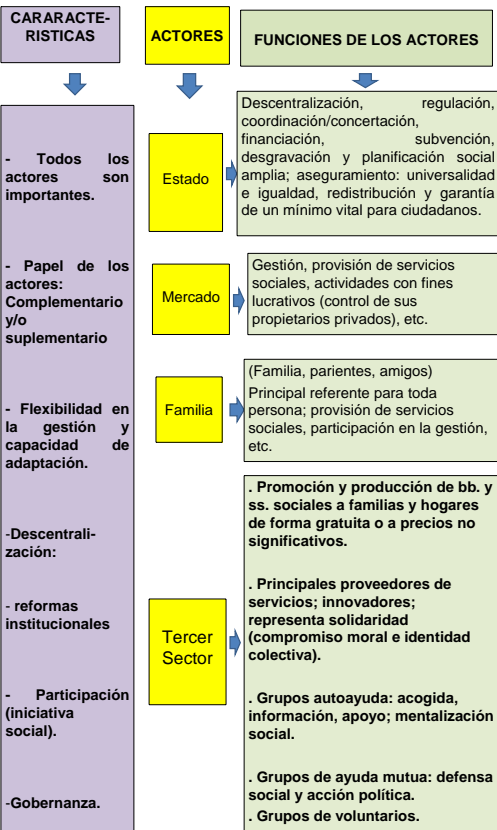 CARARACTE-
RISTICAS
ACTORES
FUNCIONES DE LOS ACTORES
- Todos los
actores son
importantes.
- Papel de los
actores:
Complementario
y/o
suplementario
- Flexibilidad en
la gestión y
capacidad de
adaptación.
-Descentrali-
zación:
- reformas
institucionales
- Participación
(iniciativa
social).
-Gobernanza.
Estado
Descentralización, regulación,
coordinación/concertación,
financiación, subvención,
desgravación y planificación social
amplia; aseguramiento: universalidad
e igualdad, redistribución y garantía
de un mínimo vital para ciudadanos.
Mercado
Gestión, provisión de servicios
sociales, actividades con fines
lucrativos (control de sus
propietarios privados), etc.
Familia
(Familia, parientes, amigos)
Principal referente para toda
persona; provisión de servicios
sociales, participación en la gestión,
etc.
Tercer
Sector
. Promoción y producción de bb. y
ss. sociales a familias y hogares
de forma gratuita o a precios no
significativos.
. Principales proveedores de
servicios; innovadores;
representa solidaridad
(compromiso moral e identidad
colectiva).
. Grupos autoayuda: acogida,
información, apoyo; mentalización
social.
. Grupos de ayuda mutua: defensa
social y acción política.
. Grupos de voluntarios.